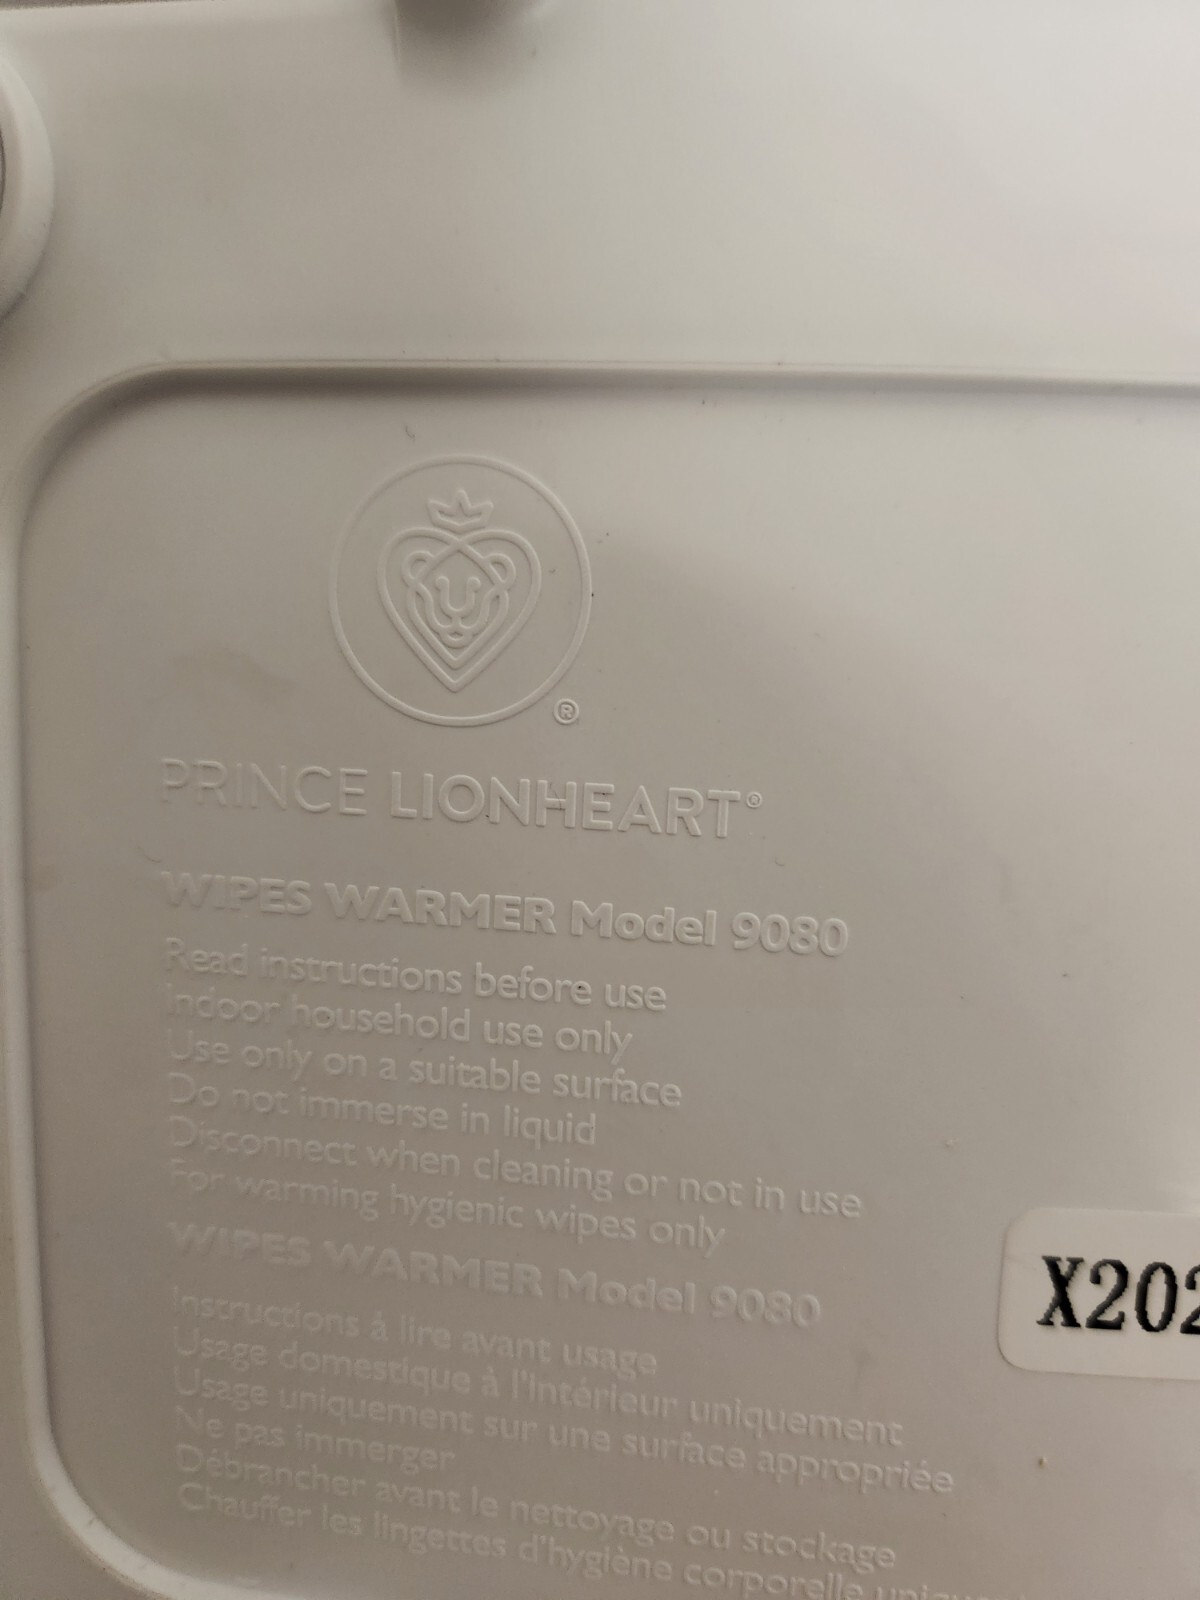 ®
PRINCE LIONHEART®
WIPES WARMER Model 9080
Read instructions before use
Indoor household use only
Use only on a suitable surface
Do not immerse in liquid
Disconnect when cleaning or not in use
For warming hygienic wipes only
WIPES WARMER Model 9080
X202
Instructions à lire avant usage
Usage domestique à l'Intérieur uniquement
Usage uniquement sur une surface appropriée
Ne pas immerger
Débrancher avant le nettoyage ou stockage
Chauffer les lingettes d'hygiène corporelle